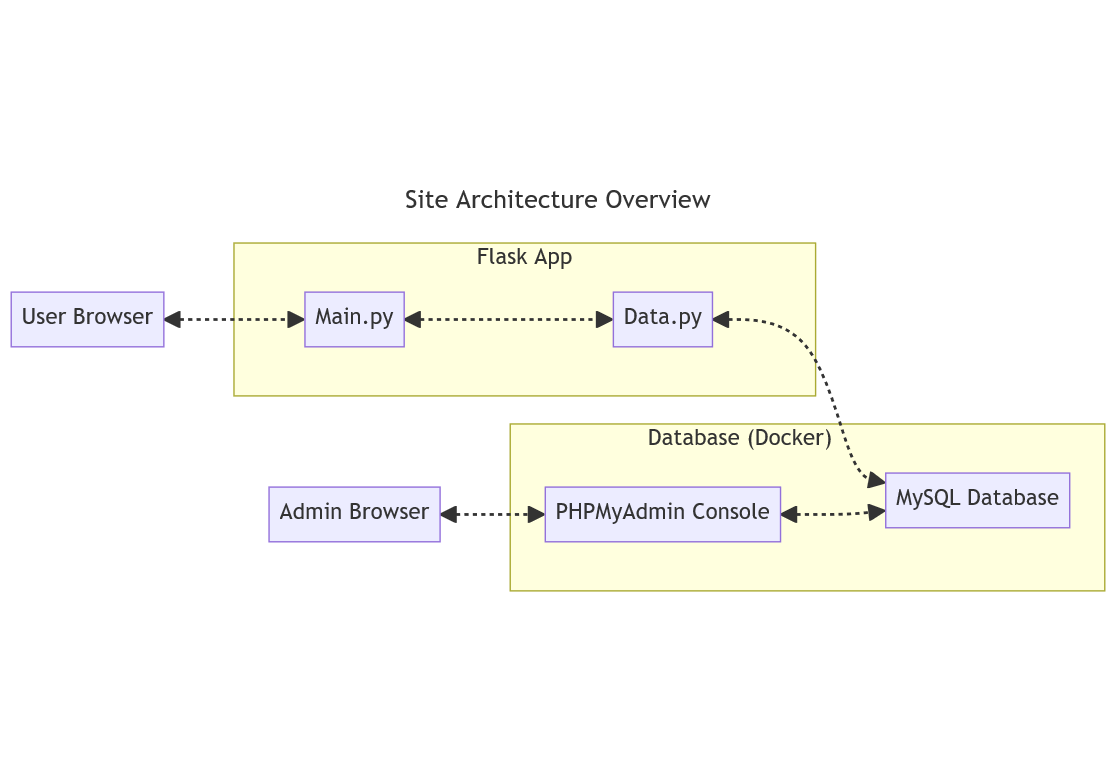 Site Architecture Overview
Flask App
User Browser
Main.py
Data.py
Database (Docker)
Admin Browser
PHPMyAdmin Console
MySQL Database